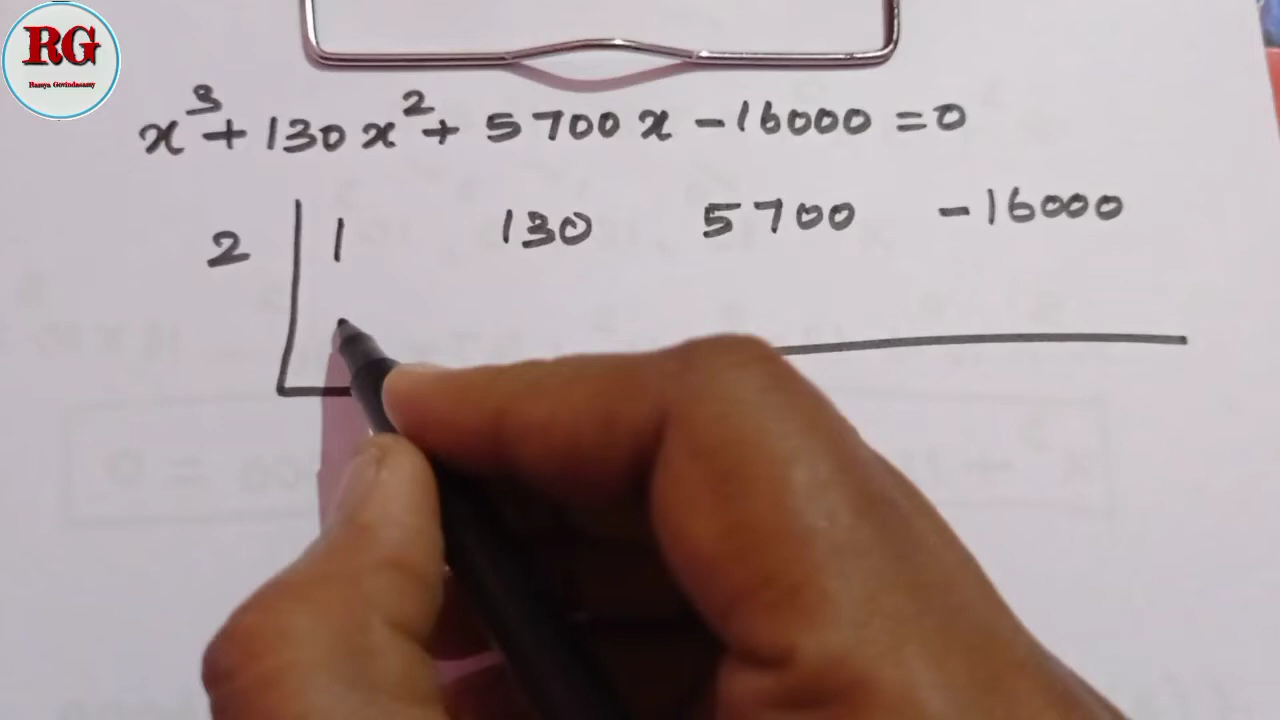 RG
Ramya Govindasamy
x³ + 130x² + 5700x - 16000 = 0
2 | 1 130 5700 - 16000